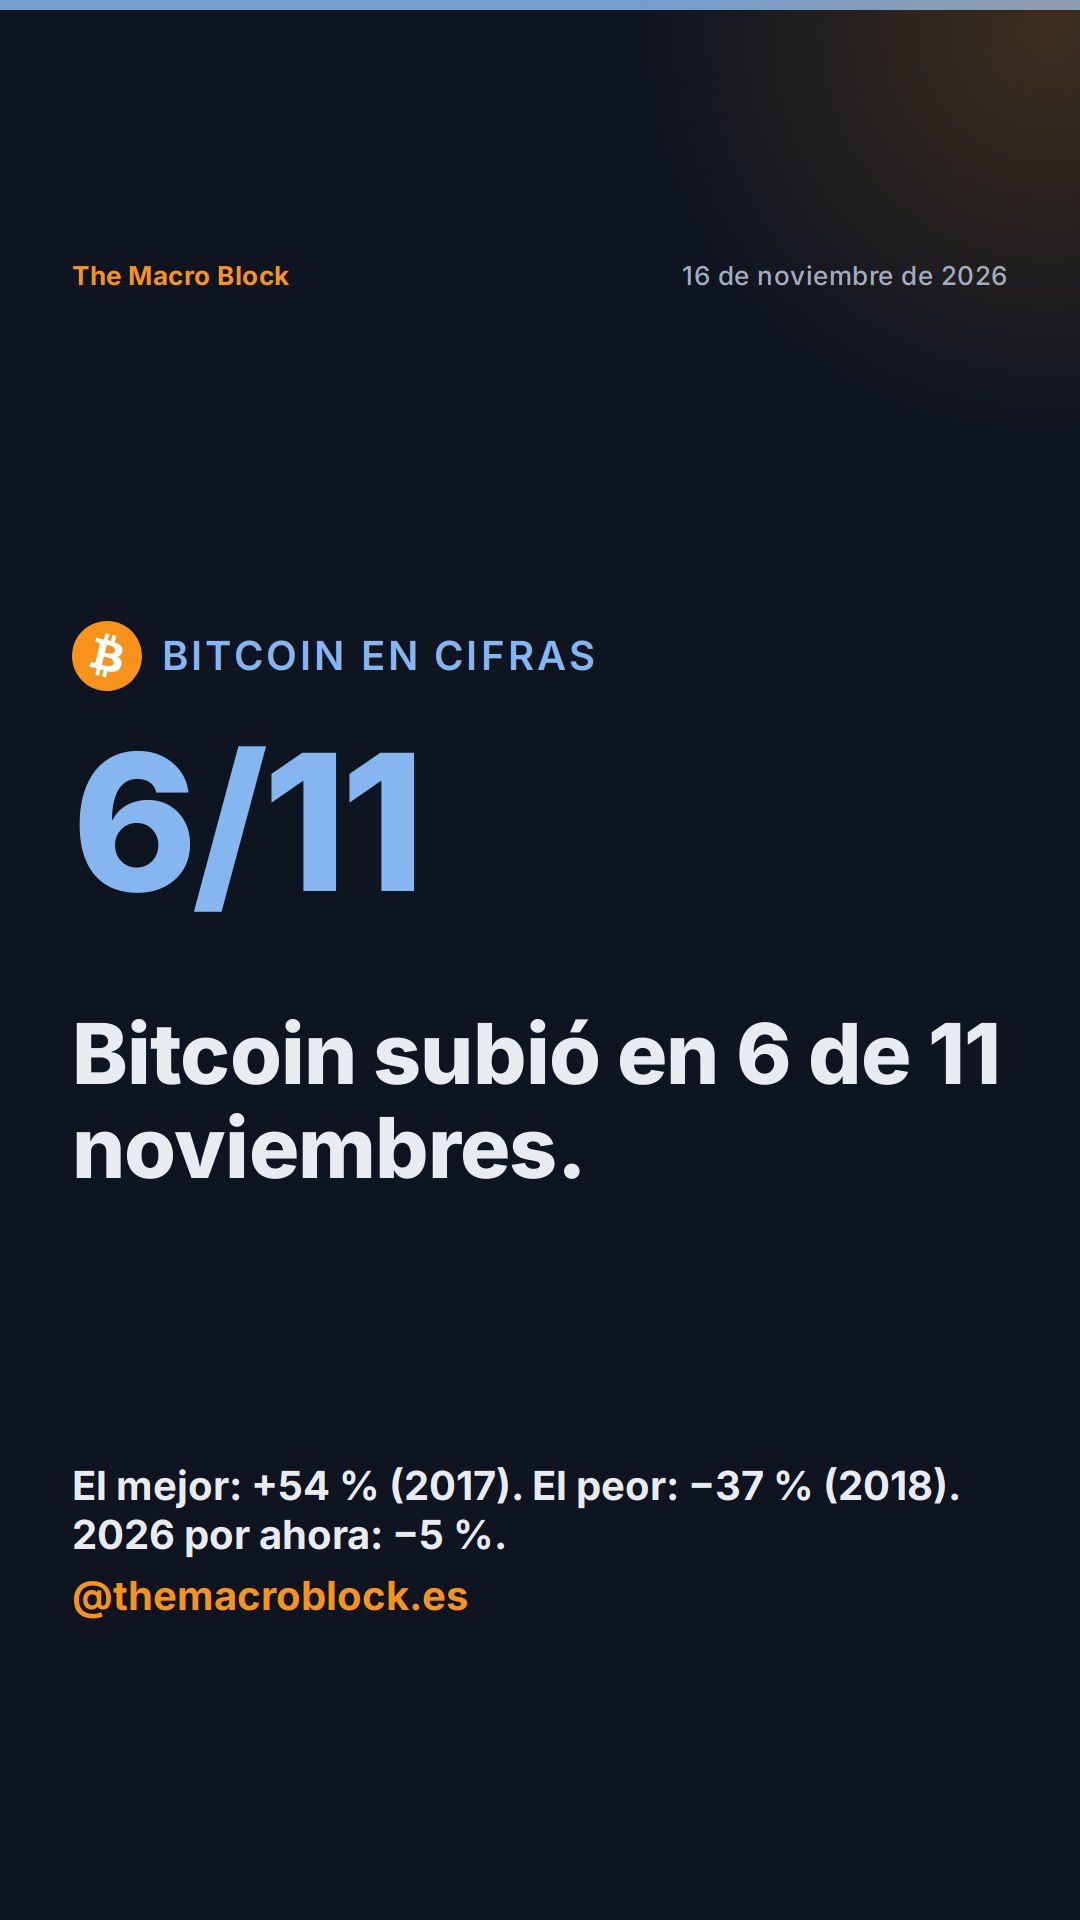 The Macro Block
16 de noviembre de 2026
BITCOIN EN CIFRAS
6/11
Bitcoin subió en 6 de 11
noviembres.
El mejor: +54 % (2017). El peor: −37 % (2018).
2026 por ahora: −5 %.
@themacroblock.es